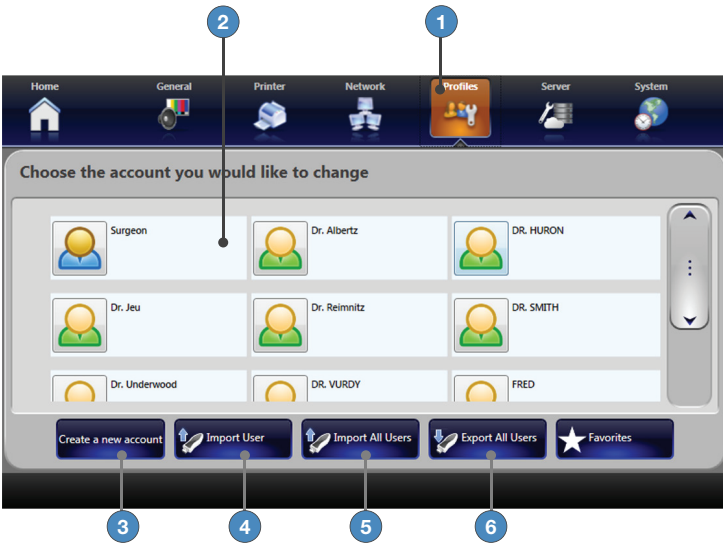 2
1
Home General Printer Network Profiles Server System
Choose the account you would like to change
Surgeon Dr. Albertz DR. HURON
Dr. Jeu Dr. Reimnitz DR. SMITH
Dr. Underwood DR. VURDY FRED
Create a new account Import User Import All Users Export All Users Favorites
3 4 5 6